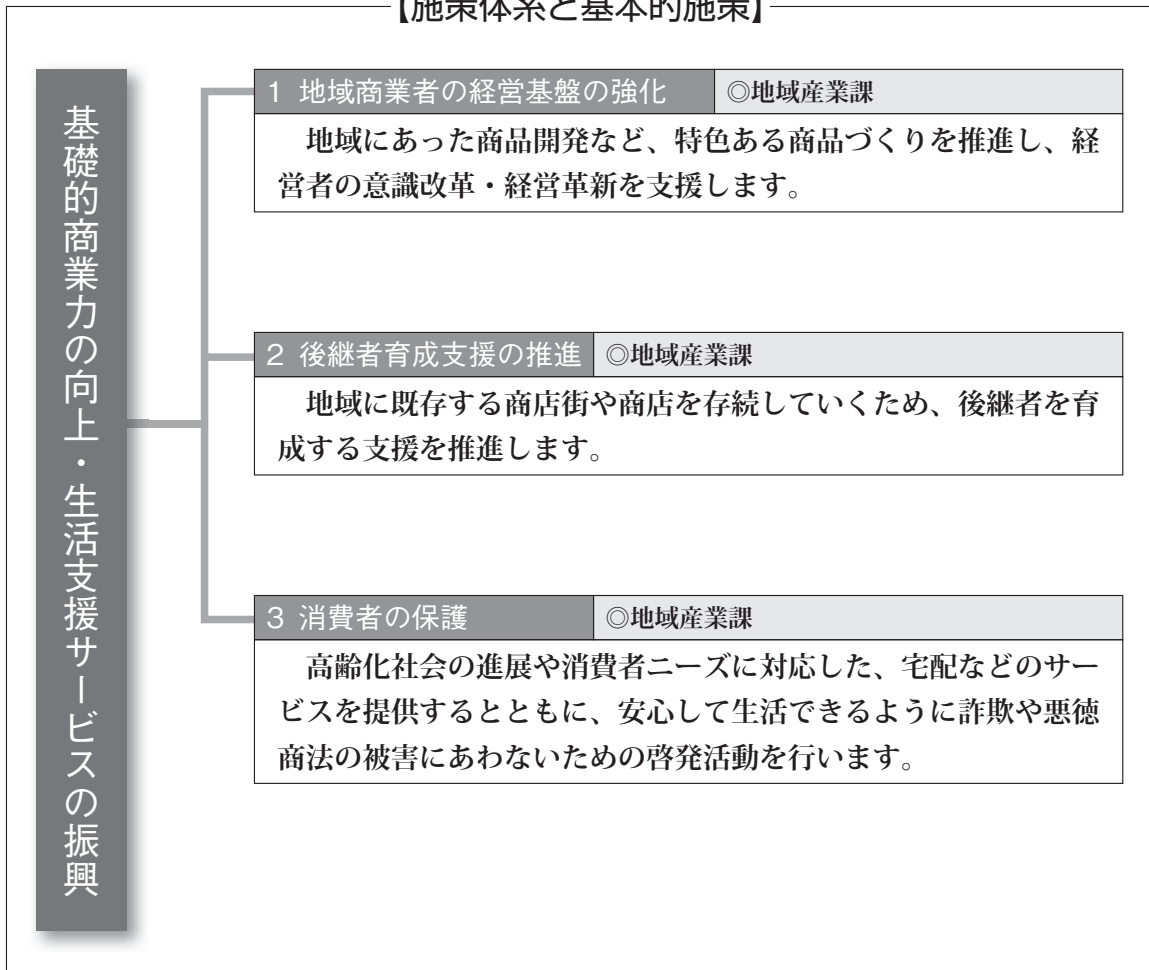 【施策体系と基本的施策】
基礎的商業力の向上・生活支援サービスの振興
1 地域商業者の経営基盤の強化 ◎地域産業課
　地域にあった商品開発など、特色ある商品づくりを推進し、経
営者の意識改革・経営革新を支援します。
2 後継者育成支援の推進 ◎地域産業課
　地域に既存する商店街や商店を存続していくため、後継者を育
成する支援を推進します。
3 消費者の保護 ◎地域産業課
　高齢化社会の進展や消費者ニーズに対応した、宅配などのサー
ビスを提供するとともに、安心して生活できるように詐欺や悪徳
商法の被害にあわないための啓発活動を行います。